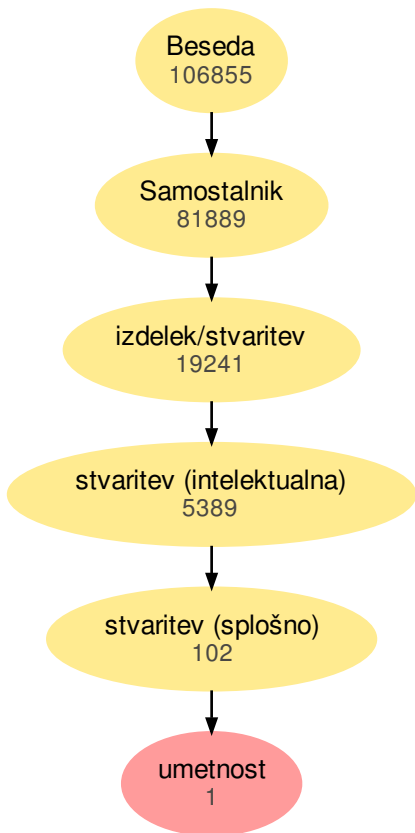 Beseda
106855
Samostalnik
81889
izdelek/stvaritev
19241
stvaritev (intelektualna)
5389
stvaritev (splošno)
102
umetnost
1